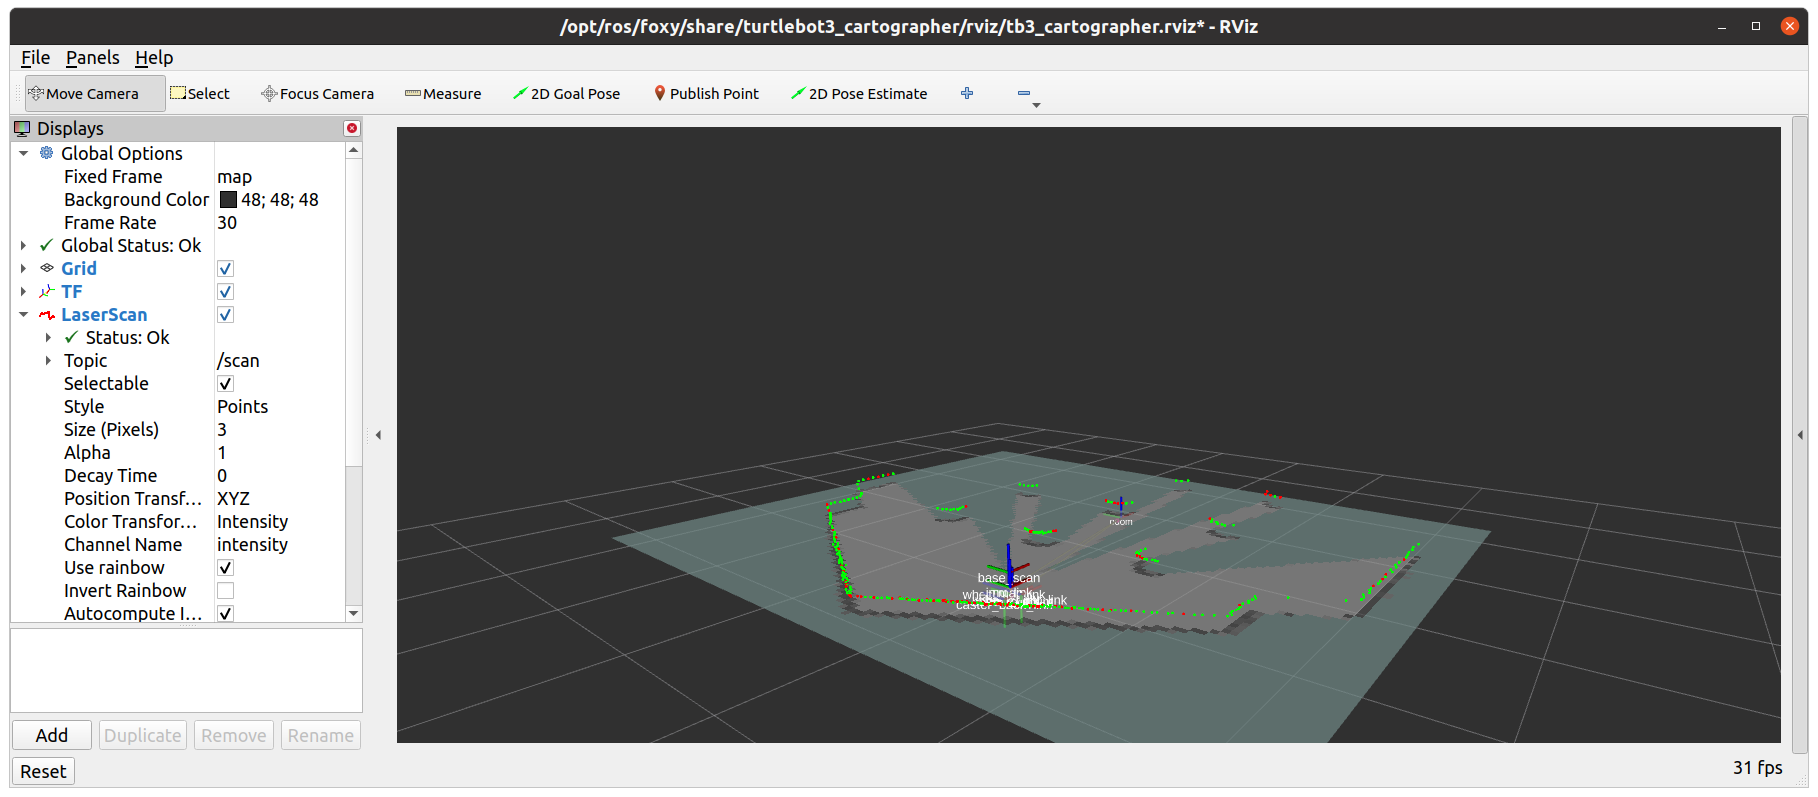 /opt/ros/foxy/share/turtlebot3_cartographer/rviz/tb3_cartographer.rviz* - RViz
File Panels Help
Move Camera Select Focus Camera Measure 2D Goal Pose Publish Point 2D Pose Estimate
Displays
Global Options
Fixed Frame map
Background Color 48; 48; 48
Frame Rate 30
Global Status: Ok
Grid
TF
LaserScan
Status: Ok
Topic /scan
Selectable
Style Points
Size (Pixels) 3
Alpha 1
Decay Time 0
Position Transf... XYZ
Color Transfor... Intensity
Channel Name intensity
Use rainbow
Invert Rainbow
Autocompute I...
base_scan
Add Duplicate Remove Rename
Reset
31 fps